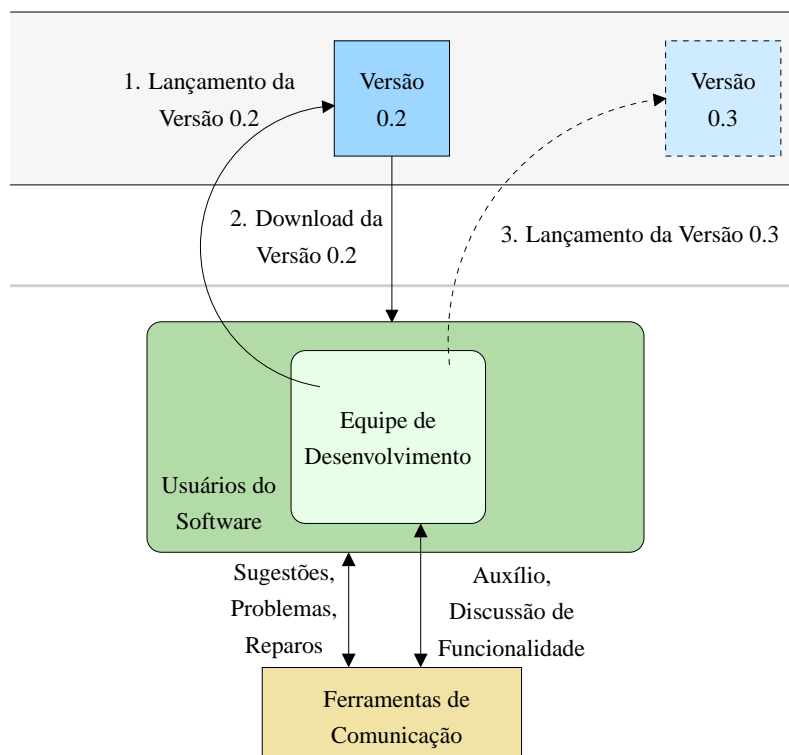 1. Lançamento da
Versão 0.2
Versão
0.2
Versão
0.3
2. Download da
Versão 0.2
3. Lançamento da Versão 0.3
Equipe de
Desenvolvimento
Usuários do
Software
Sugestões,
Problemas,
Reparos
Auxílio,
Discussão de
Funcionalidade
Ferramentas de
Comunicação